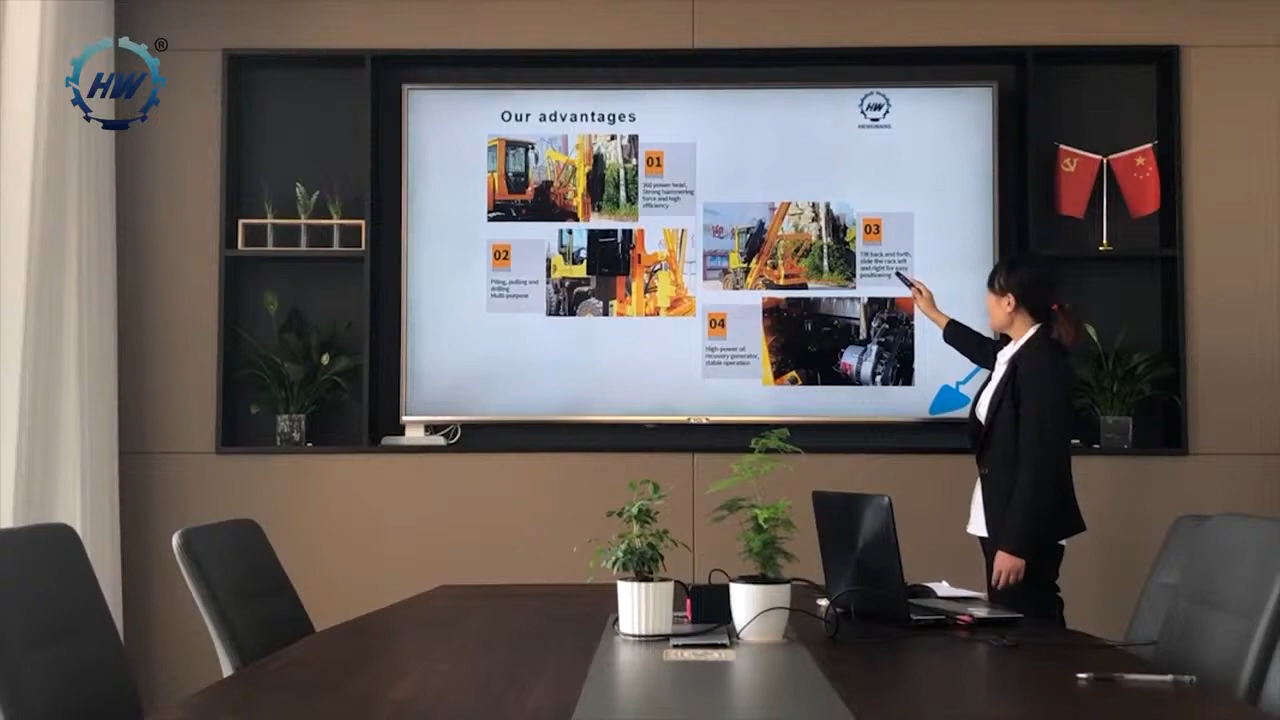 HW
®
Our advantages
HW
01
360 power head,
Strong hammering
force and high
efficiency
02
Piling, pulling and
drilling
Multi-purpose
03
Tilt back and forth,
slide the rack left
and right for easy
positioning
04
High-power oil
recovery generator,
stable operation